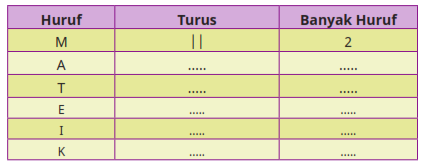 Huruf Turus Banyak Huruf
M || 2
A ..... .....
T ..... .....
E ..... .....
I ..... .....
K ..... .....